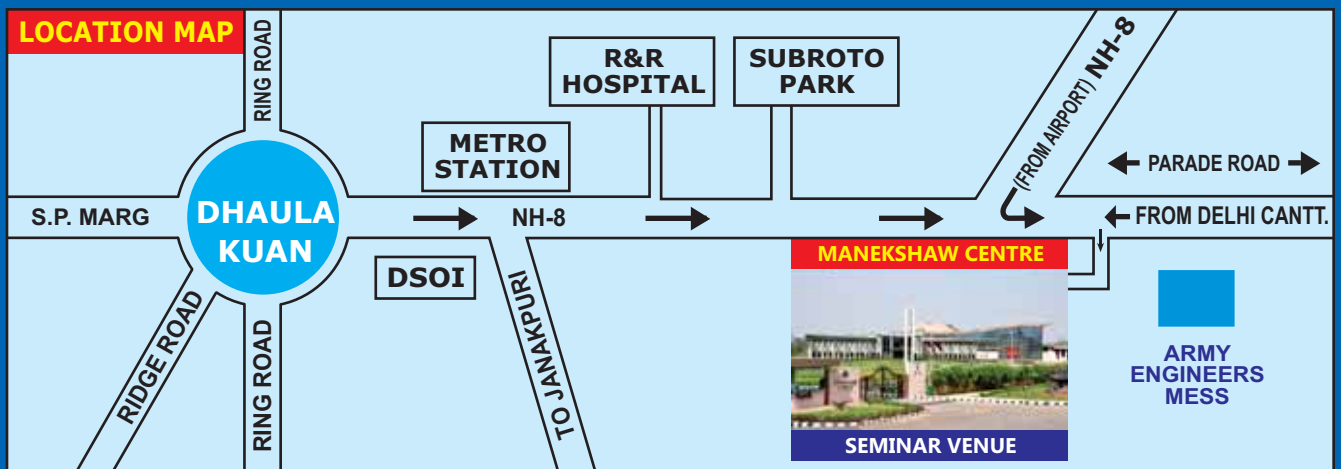 LOCATION MAP
RING ROAD
R&R
HOSPITAL
SUBROTO
PARK
(FROM AIRPORT) NH-8
METRO
STATION
PARADE ROAD
S.P. MARG
DHAULA
KUAN
NH-8
FROM DELHI CANTT.
DSOI
MANEKSHAW CENTRE
TO JANAKPURI
RIDGE ROAD
RING ROAD
ARMY
ENGINEERS
MESS
SEMINAR VENUE